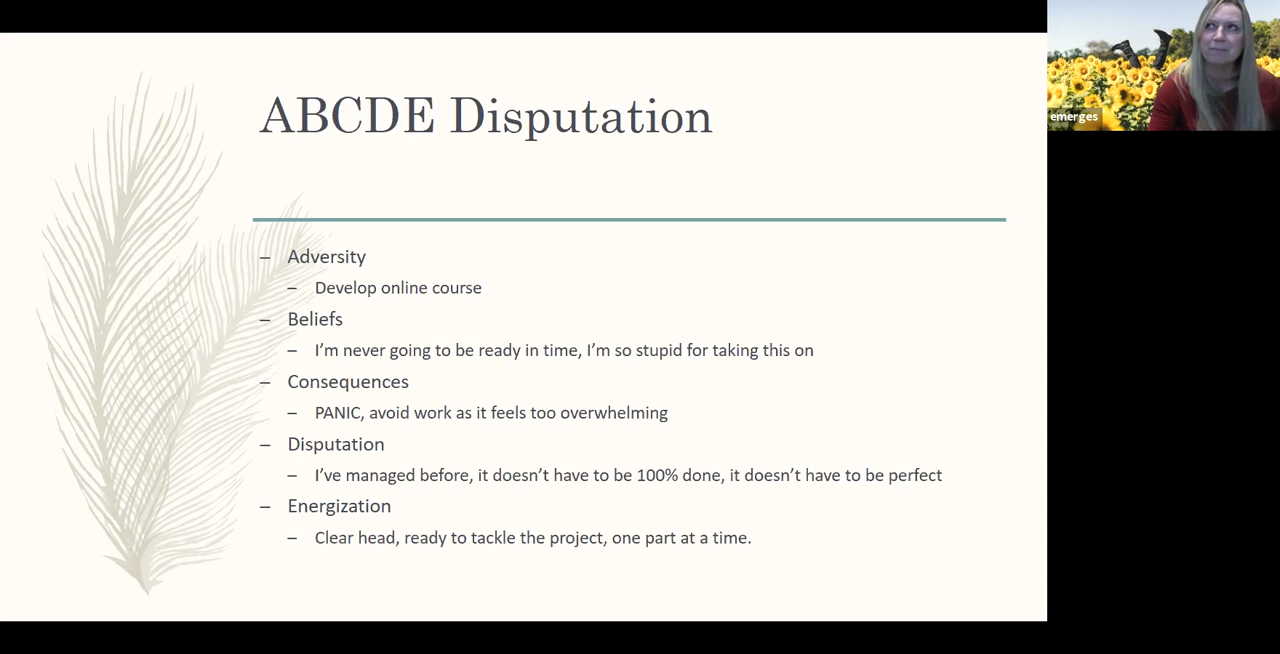 ABCDE Disputation
– Adversity
– Develop online course
– Beliefs
– I’m never going to be ready in time, I’m so stupid for taking this on
– Consequences
– PANIC, avoid work as it feels too overwhelming
– Disputation
– I’ve managed before, it doesn’t have to be 100% done, it doesn’t have to be perfect
– Energization
– Clear head, ready to tackle the project, one part at a time.
emerges